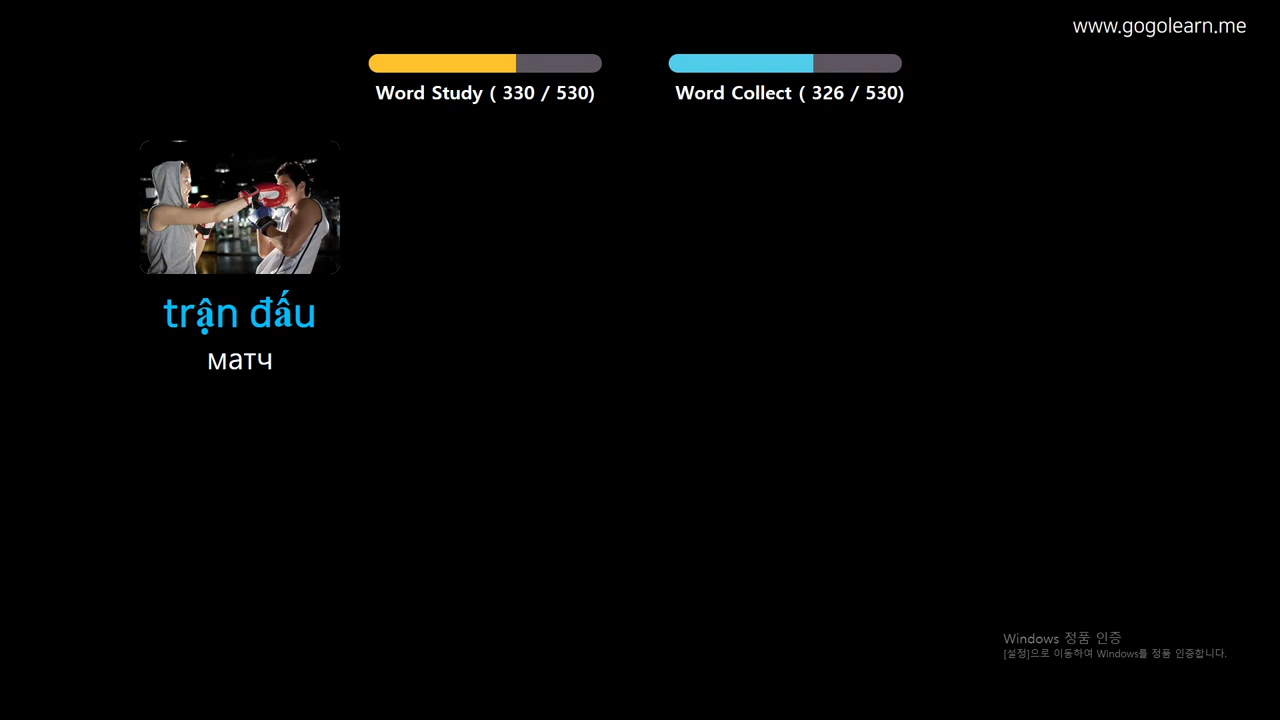 www.gogolearn.me
Word Study ( 330 / 530)
Word Collect ( 326 / 530)
trận đấu
матч
Windows 정품 인증
[설정]으로 이동하여 Windows를 정품 인증합니다.